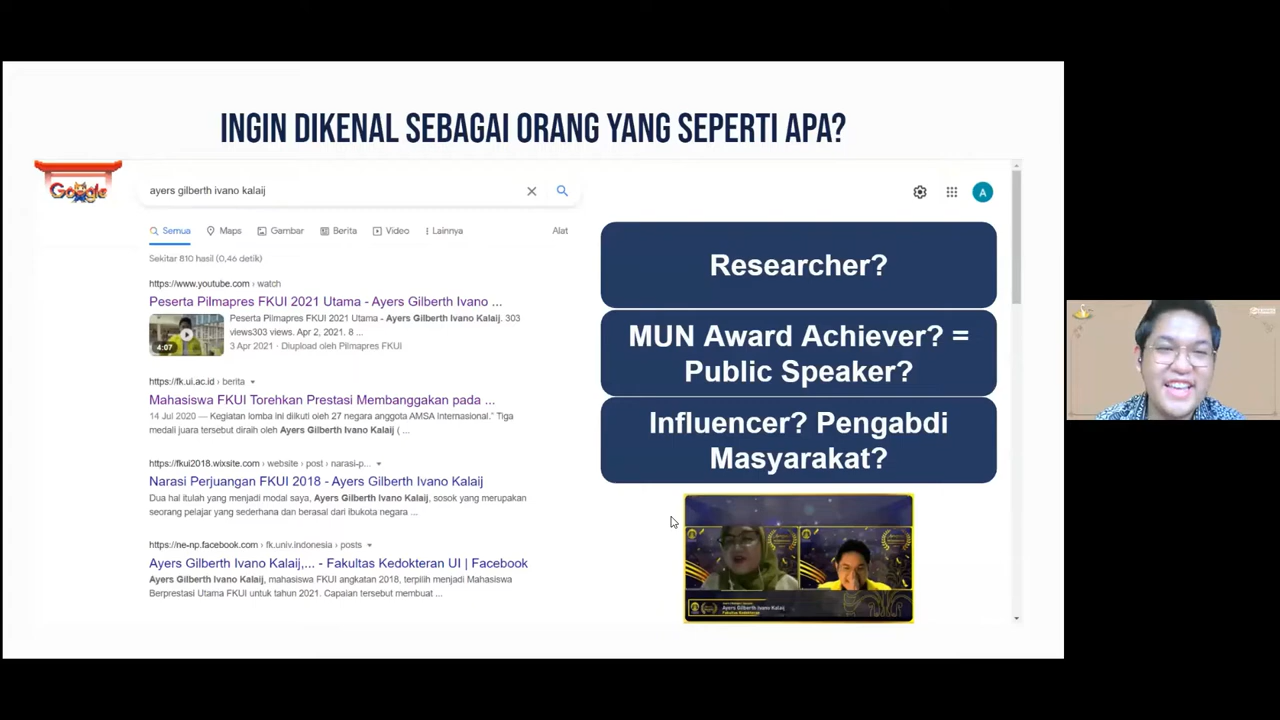 INGIN DIKENAL SEBAGAI ORANG YANG SEPERTI APA?
Google
ayers gilberth ivano kalaij
A
Semua
Maps
Gambar
Berita
Video
Lainnya
Alat
Sekitar 810 hasil (0,46 detik)
https://www.youtube.com › watch
Peserta Pilmapres FKUI 2021 Utama - Ayers Gilberth Ivano ...
4:07
Peserta Pilmapres FKUI 2021 Utama - Ayers Gilberth Ivano Kalaij. 303
views303 views. Apr 2, 2021. 8 ...
3 Apr 2021 · Diupload oleh Pilmapres FKUI
https://fk.ui.ac.id › berita
Mahasiswa FKUI Torehkan Prestasi Membanggakan pada ...
14 Jul 2020 — Kegiatan lomba ini diikuti oleh 27 negara anggota AMSA Internasional.” Tiga
medali juara tersebut diraih oleh Ayers Gilberth Ivano Kalaij ( ...
https://fkui2018.wixsite.com › website › post › narasi-p...
Narasi Perjuangan FKUI 2018 - Ayers Gilberth Ivano Kalaij
Dua hal itulah yang menjadi modal saya, Ayers Gilberth Ivano Kalaij, sosok yang merupakan
seorang pelajar yang sederhana dan berasal dari ibukota negara ...
https://ne-np.facebook.com › fk.univ.indonesia › posts
Ayers Gilberth Ivano Kalaij,... - Fakultas Kedokteran UI | Facebook
Ayers Gilberth Ivano Kalaij, mahasiswa FKUI angkatan 2018, terpilih menjadi Mahasiswa
Berprestasi Utama FKUI untuk tahun 2021. Capaian tersebut membuat ...
Researcher?
MUN Award Achiever? =
Public Speaker?
Influencer? Pengabdi
Masyarakat?
Ayers Gilberth Ivano Kalaij
Fakultas Kedokteran